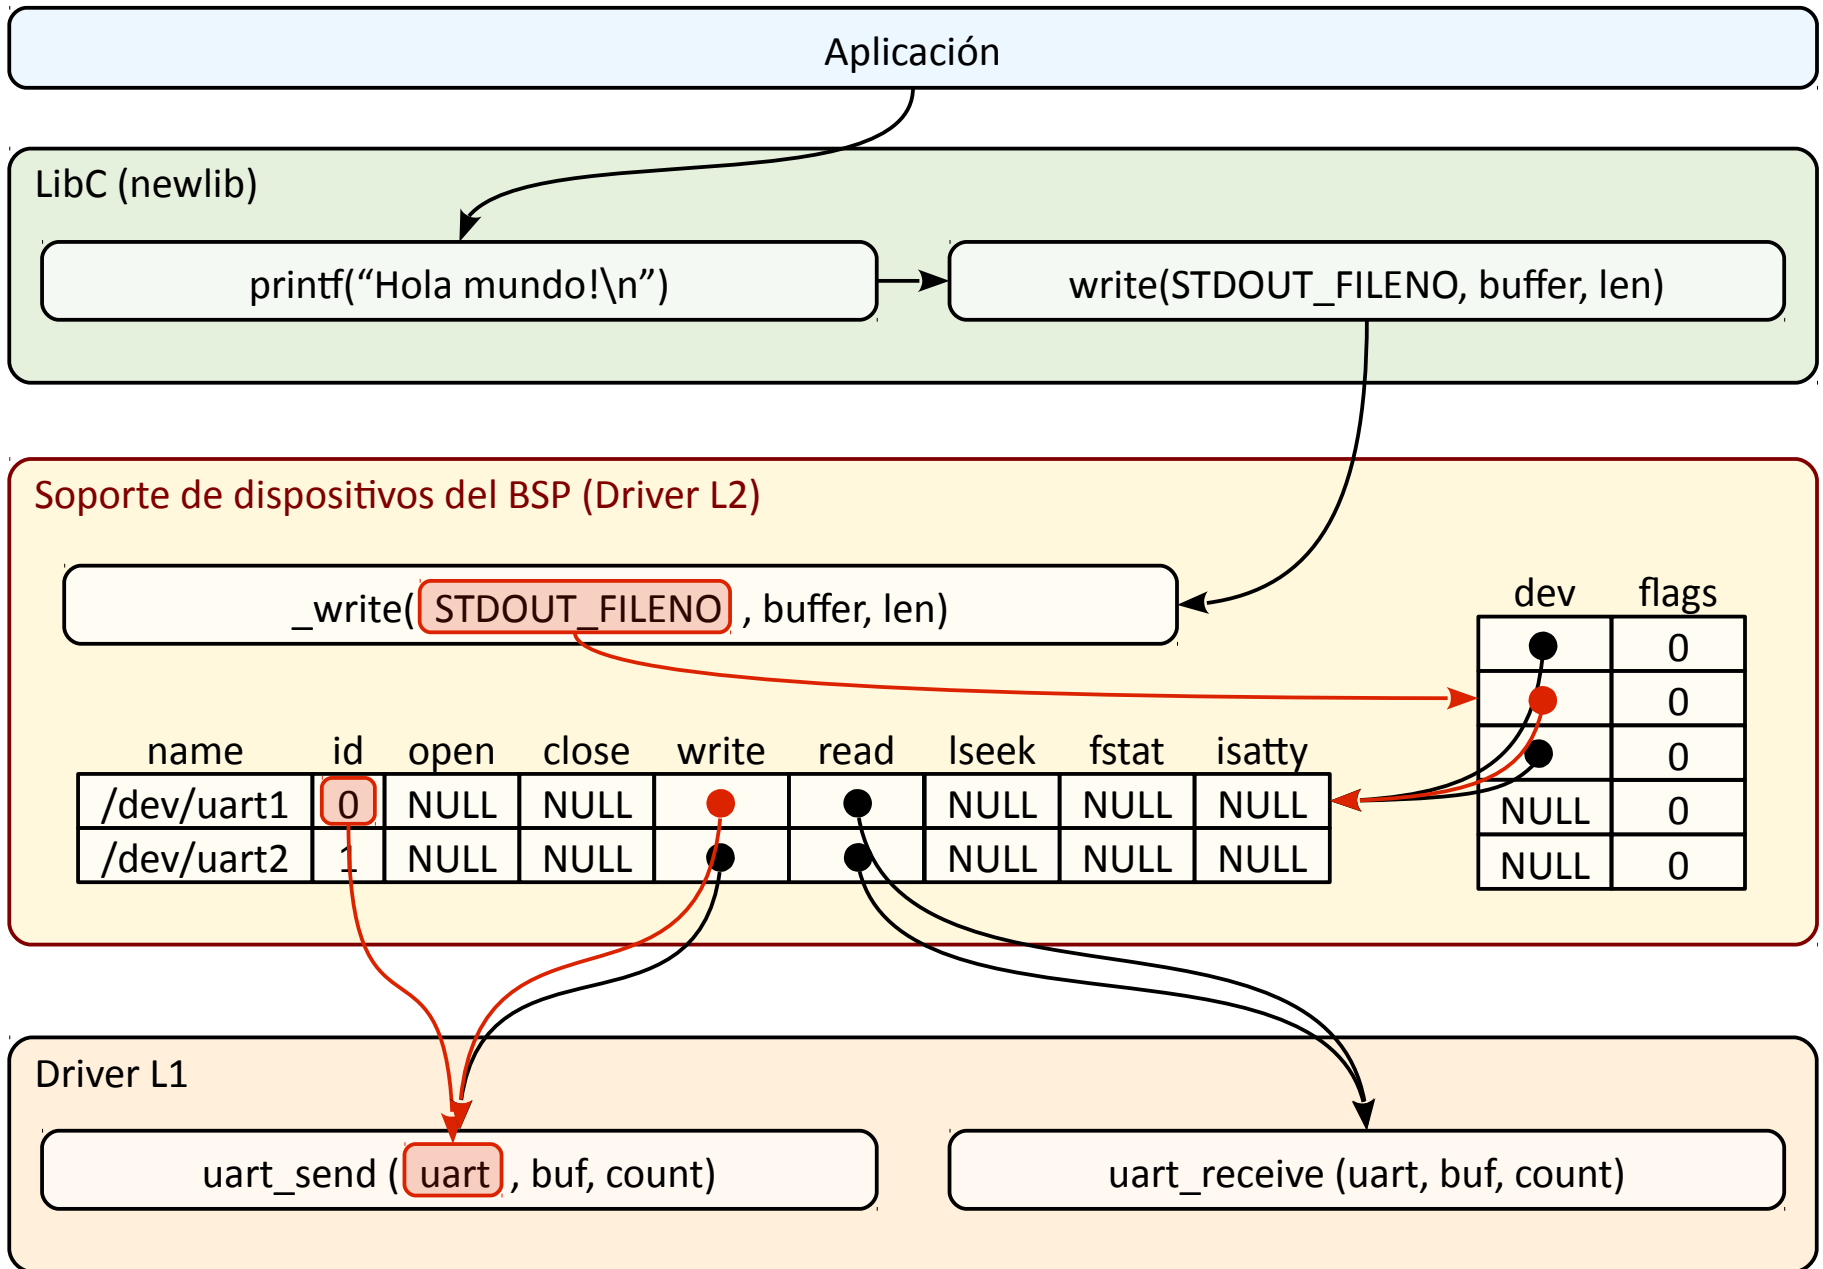 Aplicación
LibC (newlib)
printf(“Hola mundo!\n”)
write(STDOUT_FILENO, buffer, len)
Soporte de dispositivos del BSP (Driver L2)
_write( STDOUT_FILENO , buffer, len)
dev flags
0
0
0
NULL 0
NULL 0
name id open close write read lseek fstat isatty
/dev/uart1 0 NULL NULL NULL NULL NULL
/dev/uart2 1 NULL NULL NULL NULL NULL
Driver L1
uart_send ( uart , buf, count)
uart_receive (uart, buf, count)